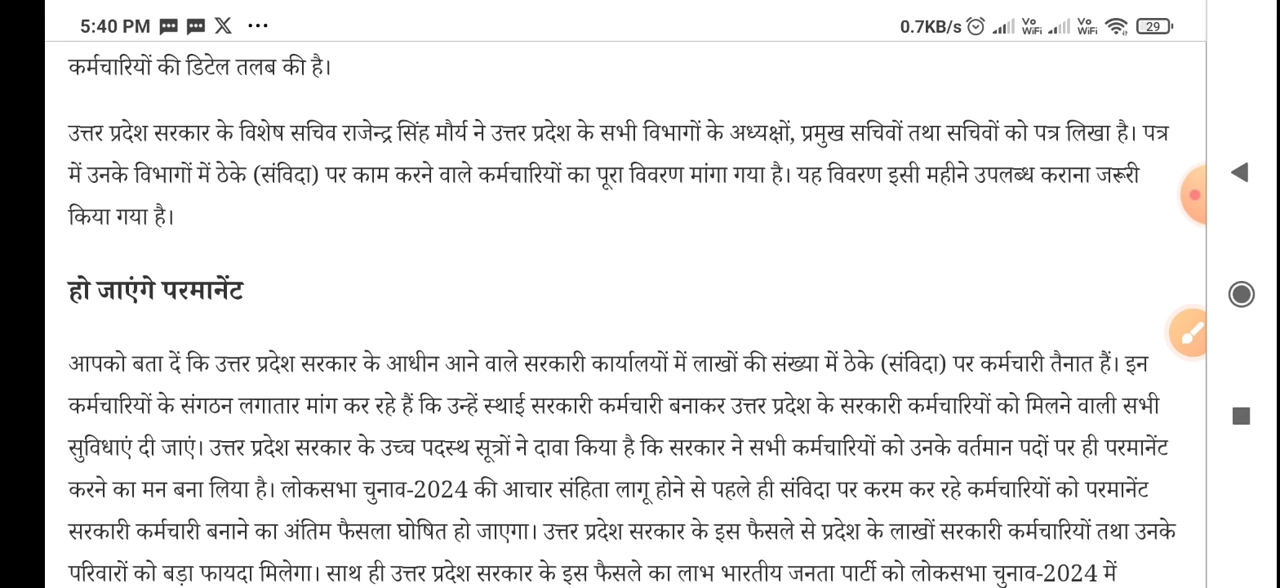 5:40 PM X ...
0.7KB/s Vo WiFi Vo WiFi 29
कर्मचारियों की डिटेल तलब की है।
उत्तर प्रदेश सरकार के विशेष सचिव राजेन्द्र सिंह मौर्य ने उत्तर प्रदेश के सभी विभागों के अध्यक्षों, प्रमुख सचिवों तथा सचिवों को पत्र लिखा है। पत्र
में उनके विभागों में ठेके (संविदा) पर काम करने वाले कर्मचारियों का पूरा विवरण मांगा गया है। यह विवरण इसी महीने उपलब्ध कराना जरूरी
किया गया है।
हो जाएंगे परमानेंट
आपको बता दें कि उत्तर प्रदेश सरकार के आधीन आने वाले सरकारी कार्यालयों में लाखों की संख्या में ठेके (संविदा) पर कर्मचारी तैनात हैं। इन
कर्मचारियों के संगठन लगातार मांग कर रहे हैं कि उन्हें स्थाई सरकारी कर्मचारी बनाकर उत्तर प्रदेश के सरकारी कर्मचारियों को मिलने वाली सभी
सुविधाएं दी जाएं। उत्तर प्रदेश सरकार के उच्च पदस्थ सूत्रों ने दावा किया है कि सरकार ने सभी कर्मचारियों को उनके वर्तमान पदों पर ही परमानेंट
करने का मन बना लिया है। लोकसभा चुनाव-2024 की आचार संहिता लागू होने से पहले ही संविदा पर करम कर रहे कर्मचारियों को परमानेंट
सरकारी कर्मचारी बनाने का अंतिम फैसला घोषित हो जाएगा। उत्तर प्रदेश सरकार के इस फैसले से प्रदेश के लाखों सरकारी कर्मचारियों तथा उनके
परिवारों को बड़ा फायदा मिलेगा। साथ ही उत्तर प्रदेश सरकार के इस फैसले का लाभ भारतीय जनता पार्टी को लोकसभा चुनाव-2024 में